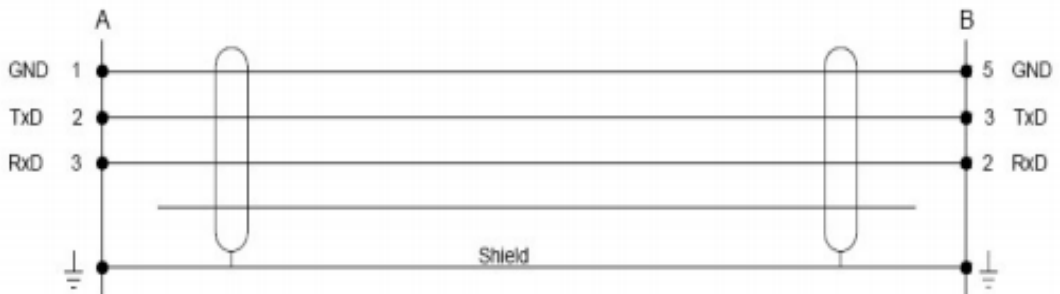 A B
GND 1 5 GND
TxD 2 3 TxD
RxD 3 2 RxD
Shield